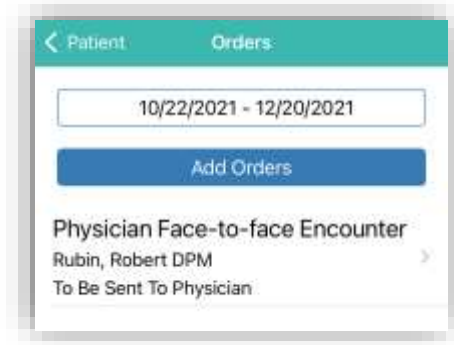 Patient Orders
10/22/2021 - 12/20/2021
Add Orders
Physician Face-to-face Encounter
Rubin, Robert DPM
To Be Sent To Physician